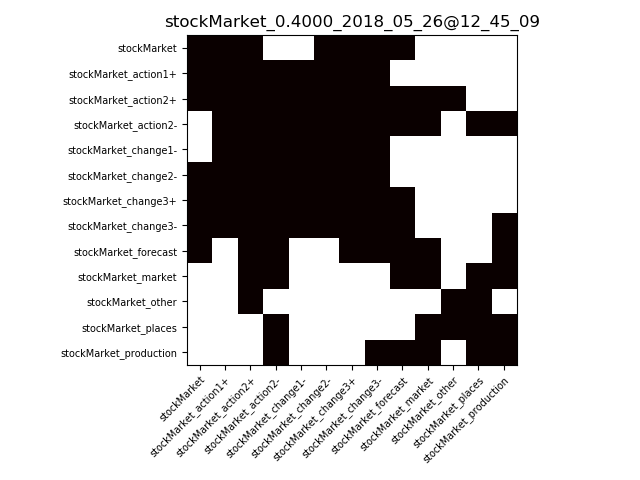 stockMarket_0.4000_2018_05_26@12_45_09
stockMarket
stockMarket_action1+
stockMarket_action2+
stockMarket_action2-
stockMarket_change1-
stockMarket_change2-
stockMarket_change3+
stockMarket_change3-
stockMarket_forecast
stockMarket_market
stockMarket_other
stockMarket_places
stockMarket_production
stockMarket
stockMarket_action1+
stockMarket_action2+
stockMarket_action2-
stockMarket_change1-
stockMarket_change2-
stockMarket_change3+
stockMarket_change3-
stockMarket_forecast
stockMarket_market
stockMarket_other
stockMarket_places
stockMarket_production